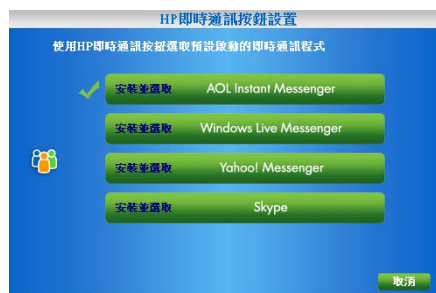 HP即時通訊按鈕設置
使用HP即時通訊按鈕選取預設啟動的即時通訊程式
安裝並選取 AOL Instant Messenger
安裝並選取 Windows Live Messenger
安裝並選取 Yahoo! Messenger
安裝並選取 Skype
取消